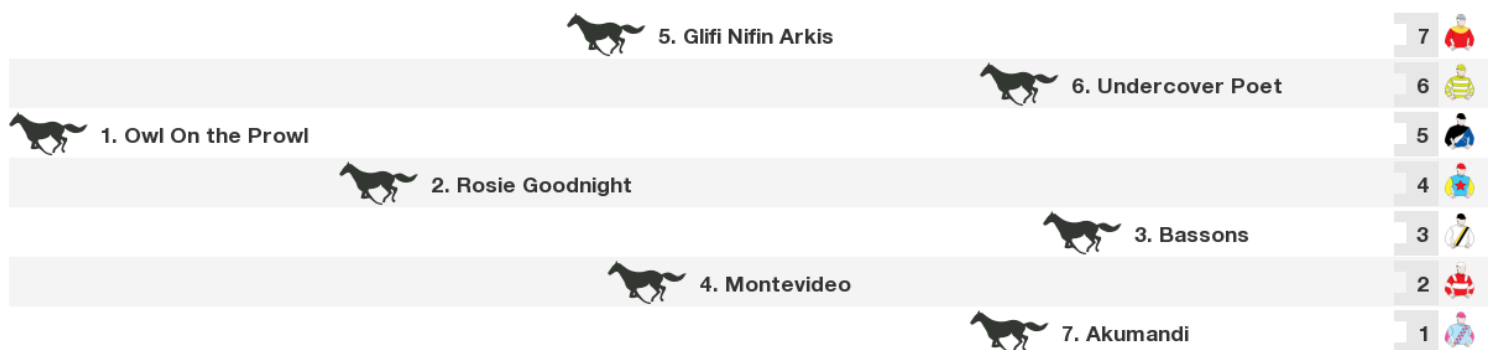 5. Glifi Nifin Arkis 7
6. Undercover Poet 6
1. Owl On the Prowl 5
2. Rosie Goodnight 4
3. Bassons 3
4. Montevideo 2
7. Akumandi 1